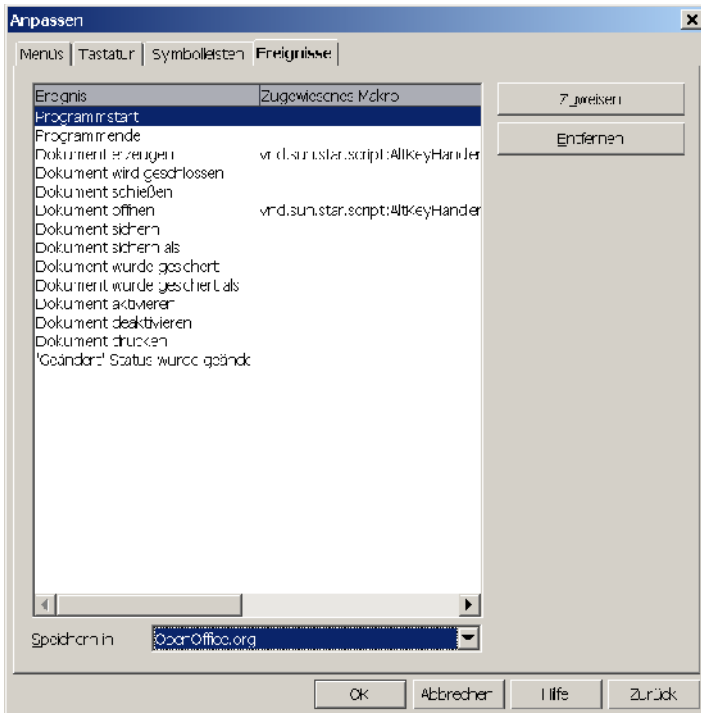 Anpassen
Menüs Tastatur Symbolleisten Ereignisse
Ereignis Zugewiesenes Makro
Programmstart
Programmende
Dokument erzeugen vnd.sun.star.script:AltKeyHandler
Dokument wird geschlossen
Dokument schießen
Dokument öffnen vnd.sun.star.script:AltKeyHandler
Dokument sichern
Dokument sichern als
Dokument wurde gesichert
Dokument wurde gesichert als
Dokument aktivieren
Dokument deaktivieren
Dokument drucken
'Geändert' Status wurde geände
Zuweisen
Entfernen
Speichern in OpenOffice.org
OK Abbrechen Hilfe Zurück